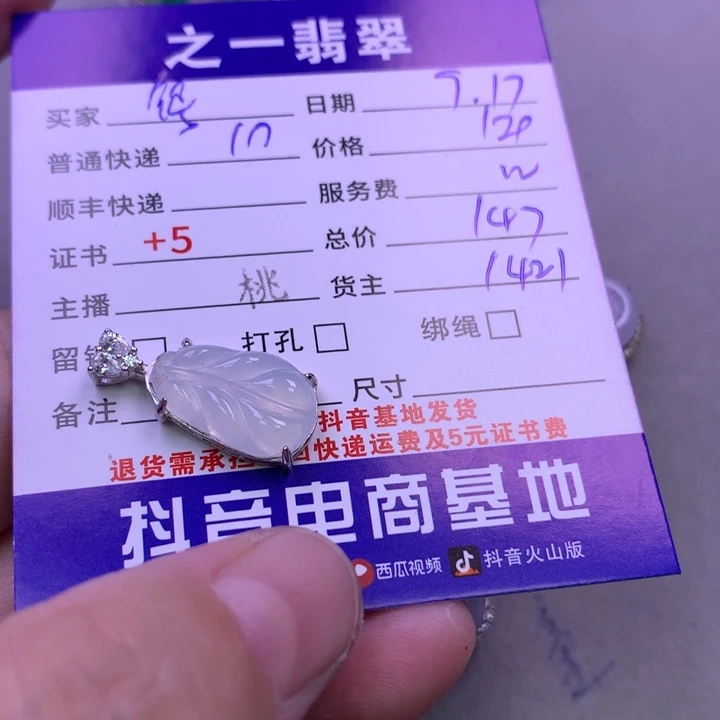 之一翡翠
买家 日期 9.17
普通快递 10 价格 120
顺丰快递 服务费
证书 +5 总价 147
主播 桃 货主 1421
留 打孔 绑绳
备注 尺寸
抖音基地发货
退货需承担 快递运费及5元证书费
抖音电商基地
西瓜视频 抖音火山版